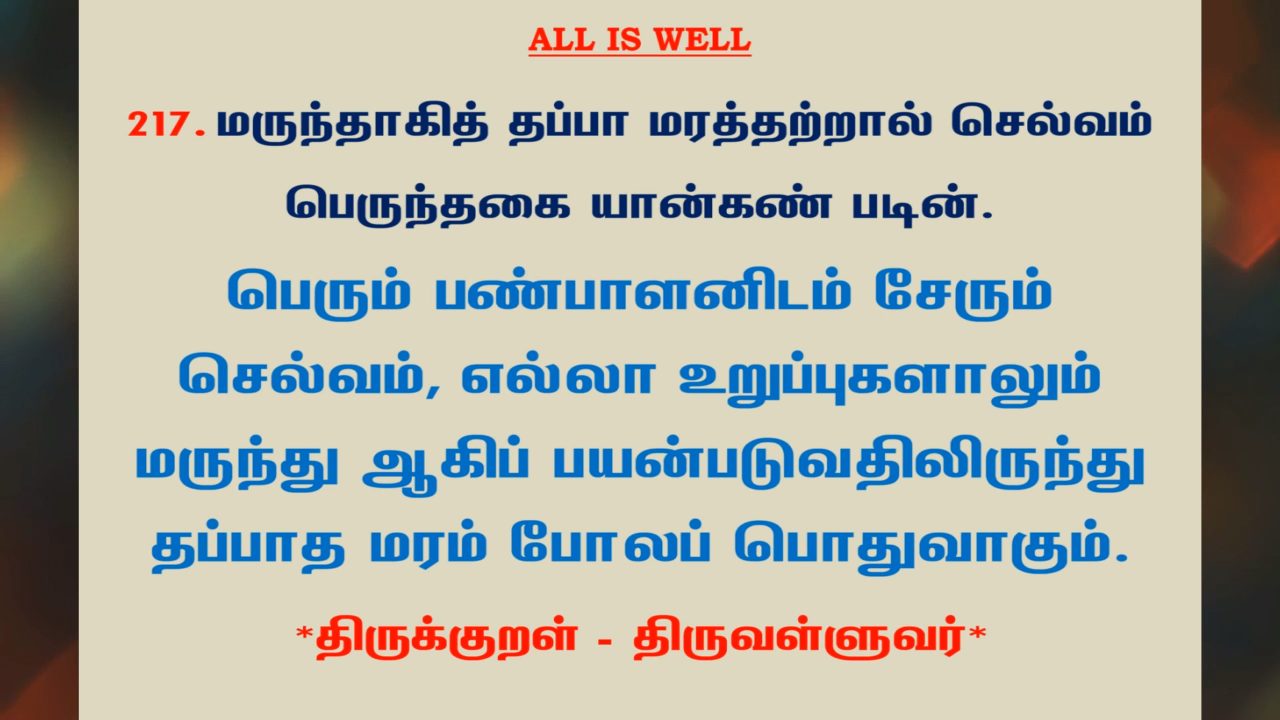 ALL IS WELL
217. மருந்தாகித் தப்பா மரத்தற்றால் செல்வம்
பெருந்தகை யான்கண் படின்.
பெரும் பண்பாளனிடம் சேரும்
செல்வம், எல்லா உறுப்புகளாலும்
மருந்து ஆகிப் பயன்படுவதிலிருந்து
தப்பாத மரம் போலப் பொதுவாகும்.
*திருக்குறள் - திருவள்ளுவர்*